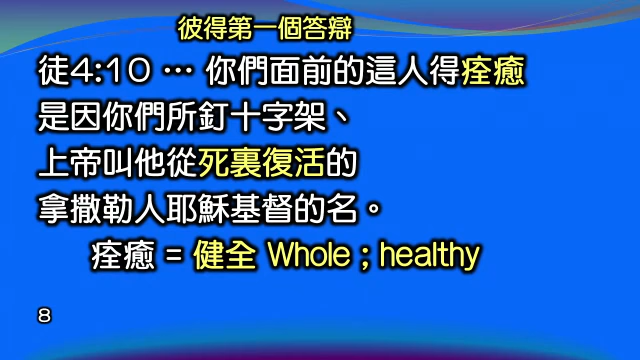 彼得第一個答辯
徒4:10 … 你們面前的這人得痊癒
是因你們所釘十字架、
上帝叫他從死裏復活的
拿撒勒人耶穌基督的名。
痊癒 = 健全 Whole ; healthy
8